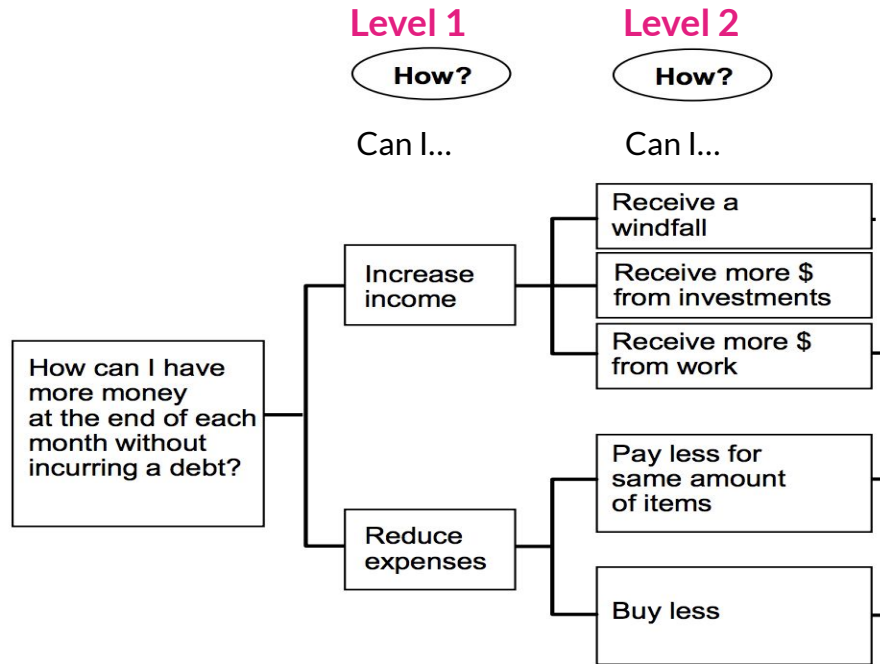 Level 1
Level 2
How?
How?
Can I...
Can I...
How can I have
more money
at the end of each
month without
incurring a debt?
Increase
income
Receive a
windfall
Receive more $
from investments
Receive more $
from work
Reduce
expenses
Pay less for
same amount
of items
Buy less